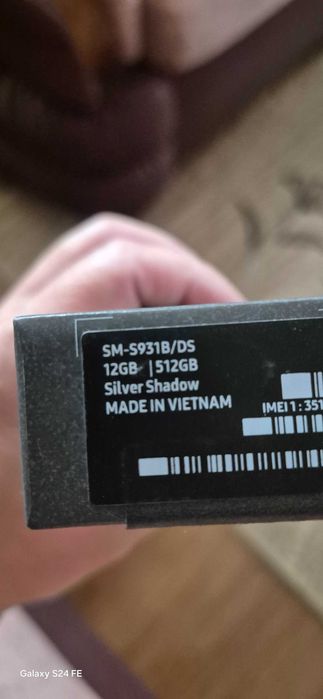 SM-S931B/DS
12GB | 512GB
Silver Shadow
MADE IN VIETNAM
IMEI 1 : 351
Galaxy S24 FE